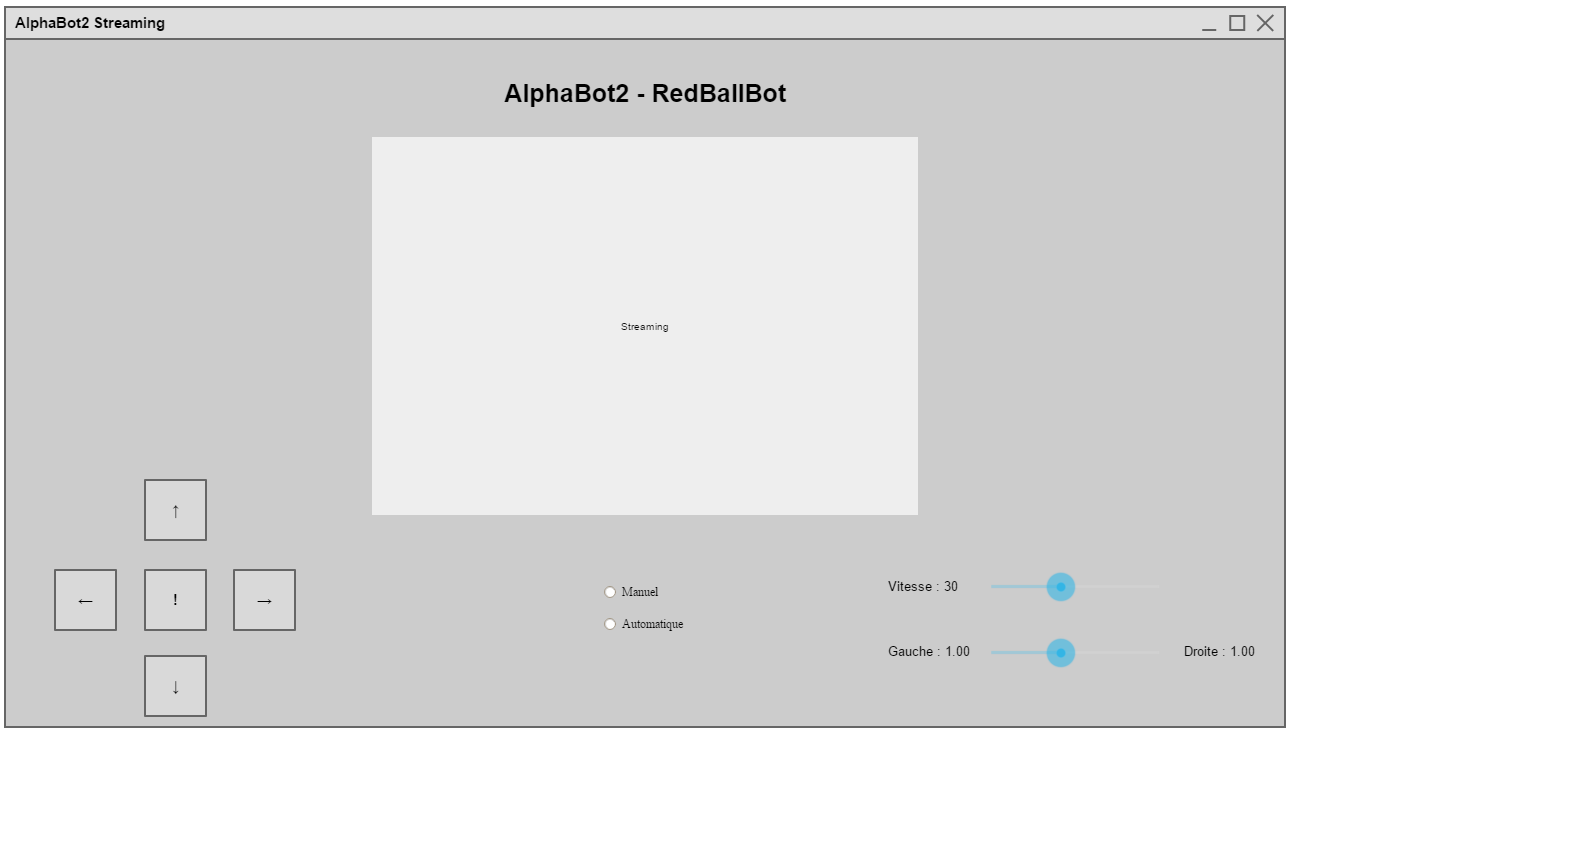 AlphaBot2 Streaming
AlphaBot2 - RedBallBot
Streaming
↑
← ! →
↓
Manuel
Automatique
Vitesse : 30
Gauche : 1.00 Droite : 1.00